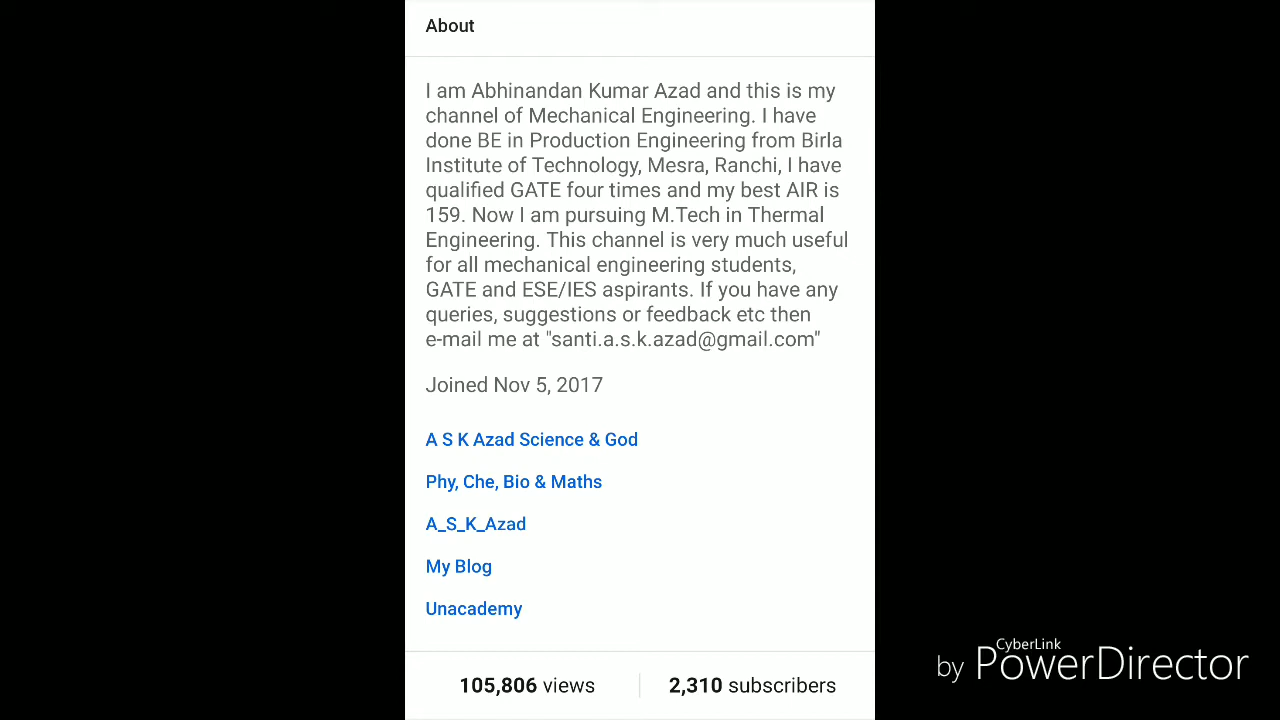 About
I am Abhinandan Kumar Azad and this is my
channel of Mechanical Engineering. I have
done BE in Production Engineering from Birla
Institute of Technology, Mesra, Ranchi, I have
qualified GATE four times and my best AIR is
159. Now I am pursuing M.Tech in Thermal
Engineering. This channel is very much useful
for all mechanical engineering students,
GATE and ESE/IES aspirants. If you have any
queries, suggestions or feedback etc then
e-mail me at "santi.a.s.k.azad@gmail.com"
Joined Nov 5, 2017
A S K Azad Science & God
Phy, Che, Bio & Maths
A_S_K_Azad
My Blog
Unacademy
105,806 views 2,310 subscribers
CyberLink
by PowerDirector